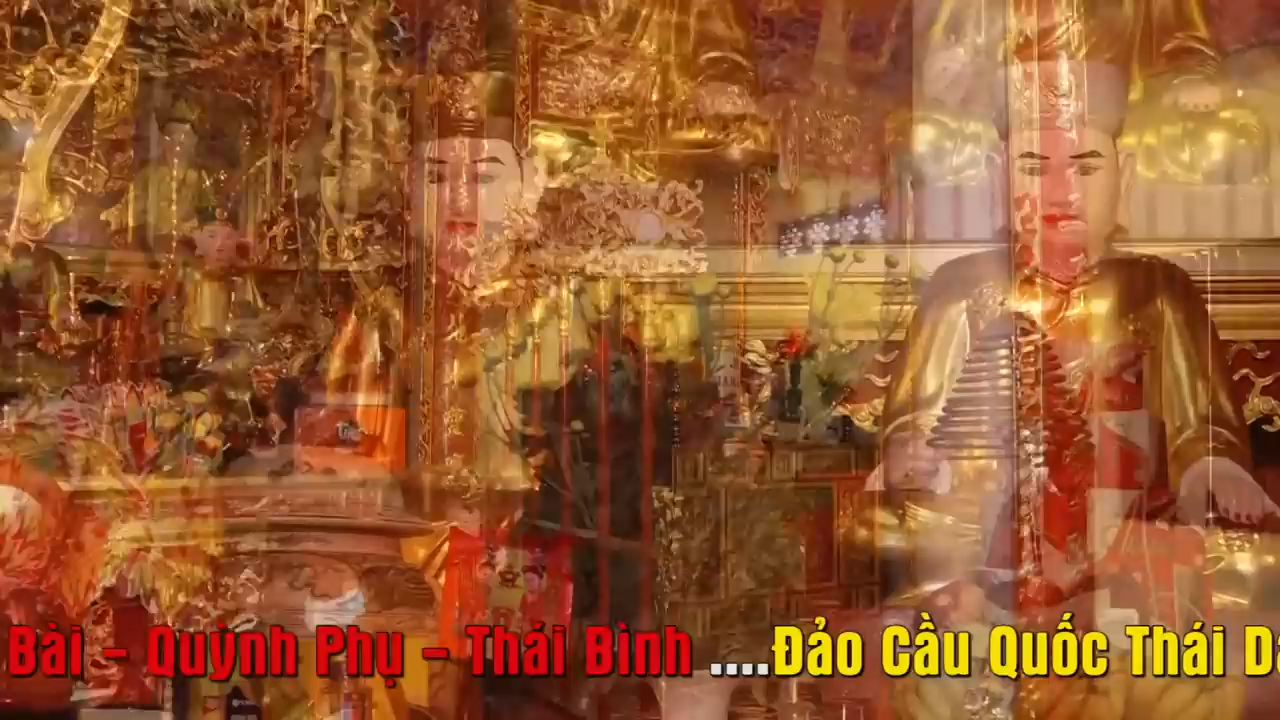 Bài - Quỳnh Phụ - Thái Bình ....Đảo Cầu Quốc Thái D